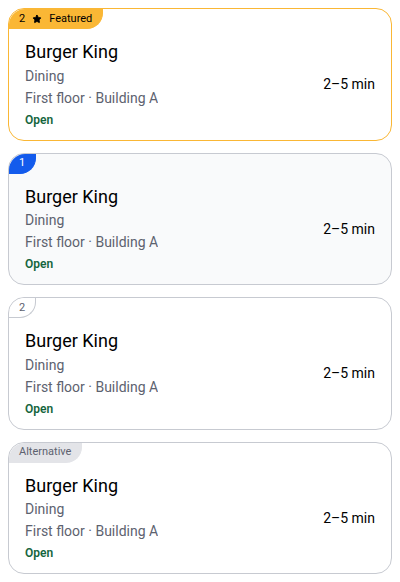 2 ★ Featured
Burger King
Dining
First floor · Building A
Open
2–5 min
1
Burger King
Dining
First floor · Building A
Open
2–5 min
2
Burger King
Dining
First floor · Building A
Open
2–5 min
Alternative
Burger King
Dining
First floor · Building A
Open
2–5 min